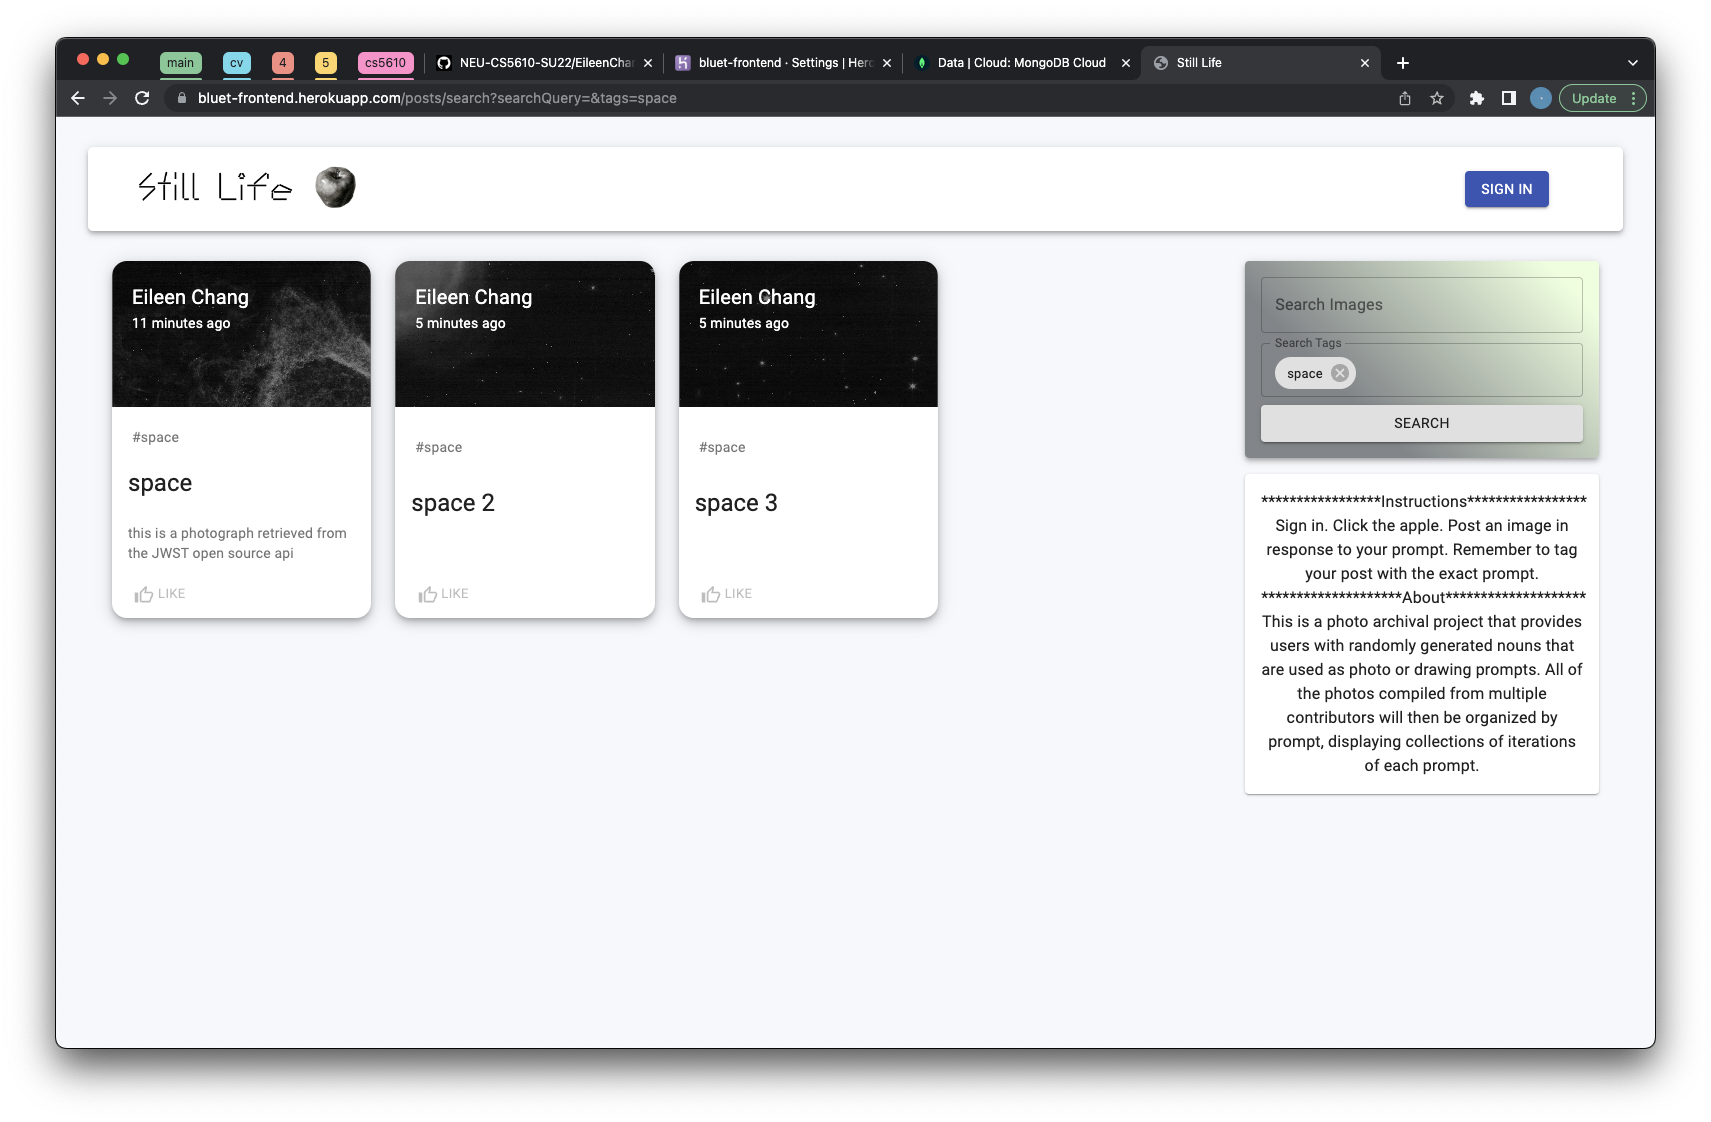 main
cv
4
5
cs5610
NEU-CS5610-SU22/EileenChan
bluet-frontend · Settings | Hero
Data | Cloud: MongoDB Cloud
Still Life
bluet-frontend.herokuapp.com/posts/search?searchQuery=&tags=space
Update
Still Life
SIGN IN
Eileen Chang
11 minutes ago
#space
space
this is a photograph retrieved from
the JWST open source api
LIKE
Eileen Chang
5 minutes ago
#space
space 2
LIKE
Eileen Chang
5 minutes ago
#space
space 3
LIKE
Search Images
Search Tags
space
SEARCH
*****************Instructions*****************
Sign in. Click the apple. Post an image in
response to your prompt. Remember to tag
your post with the exact prompt.
********************About********************
This is a photo archival project that provides
users with randomly generated nouns that
are used as photo or drawing prompts. All of
the photos compiled from multiple
contributors will then be organized by
prompt, displaying collections of iterations
of each prompt.